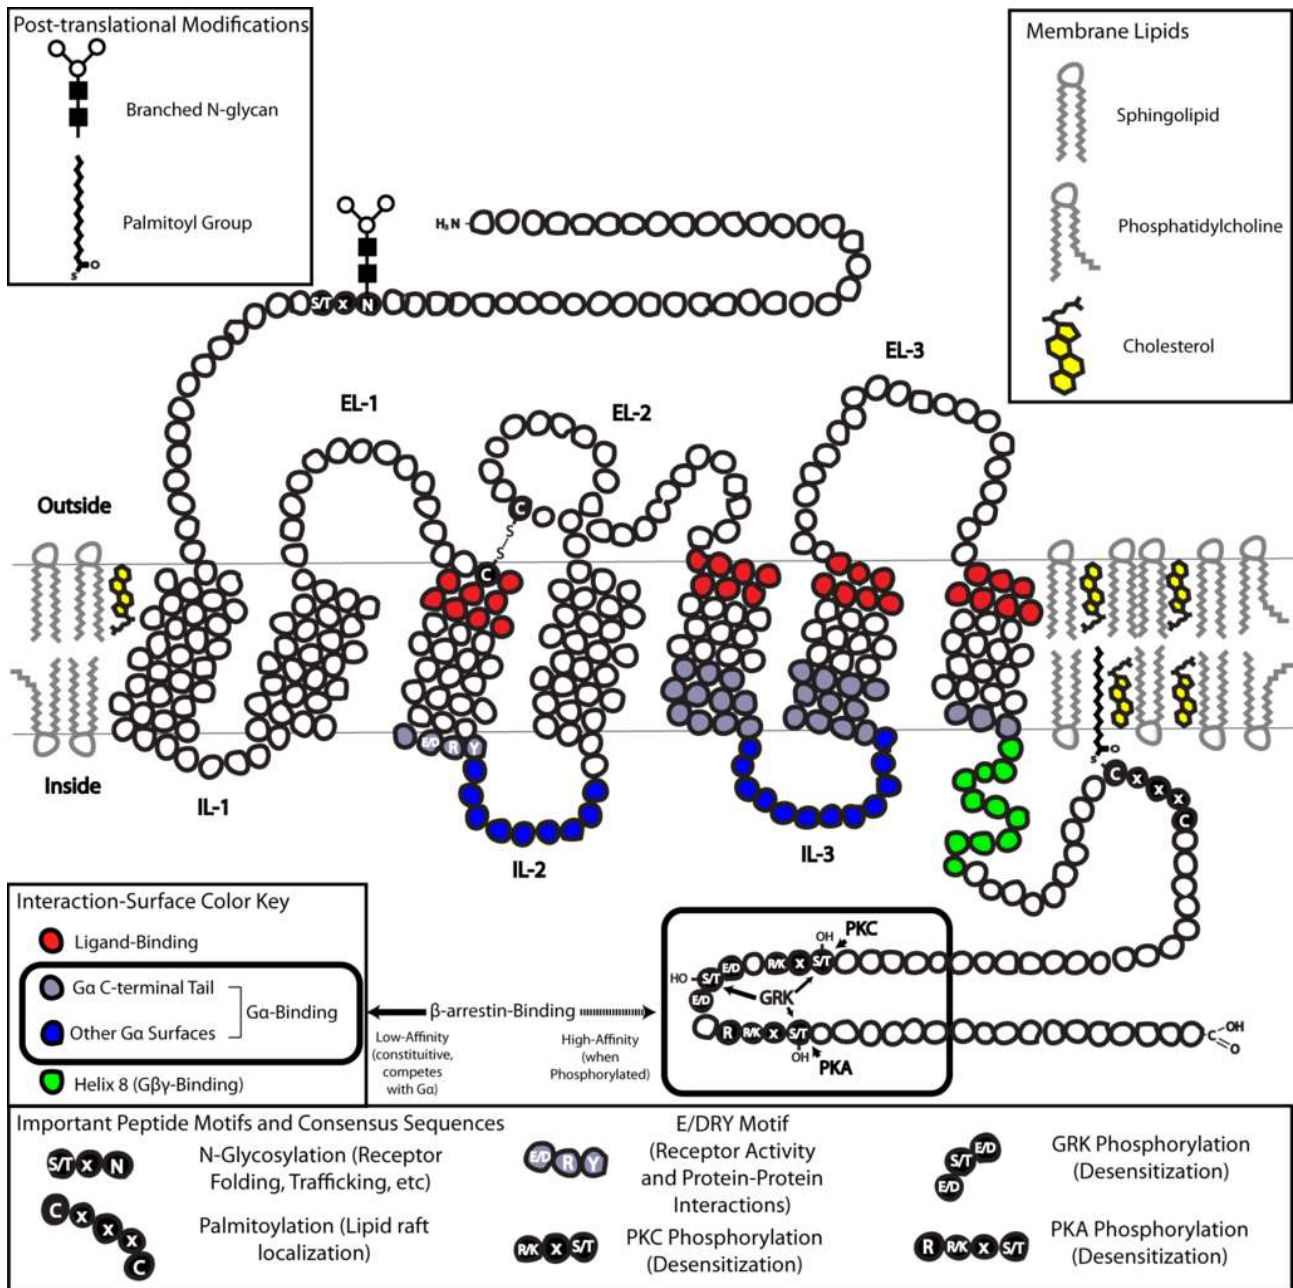 Post-translational Modifications
Branched N-glycan
Palmitoyl Group
S
O
Membrane Lipids
Sphingolipid
Phosphatidylcholine
Cholesterol
H₃N
S/T x N
EL-1
EL-2
EL-3
Outside
C
S
S
C
E/D R Y
Inside
IL-1
IL-2
IL-3
S
O
C x x x C
Interaction-Surface Color Key
Ligand-Binding
Gα C-terminal Tail
Other Gα Surfaces
Gα-Binding
Helix 8 (Gβγ-Binding)
β-arrestin-Binding
Low-Affinity
(constituitive,
competes
with Gα)
High-Affinity
(when
Phosphorylated)
OH
PKC
E/D R/K x S/T
HO
S/T
GRK
E/D
R R/K x S/T
OH
PKA
C
OH
O
Important Peptide Motifs and Consensus Sequences
S/T x N
N-Glycosylation (Receptor
Folding, Trafficking, etc)
C x x x C
Palmitoylation (Lipid raft
localization)
E/D R Y
E/DRY Motif
(Receptor Activity
and Protein-Protein
Interactions)
R/K x S/T
PKC Phosphorylation
(Desensitization)
E/D
S/T
E/D
GRK Phosphorylation
(Desensitization)
R R/K x S/T
PKA Phosphorylation
(Desensitization)